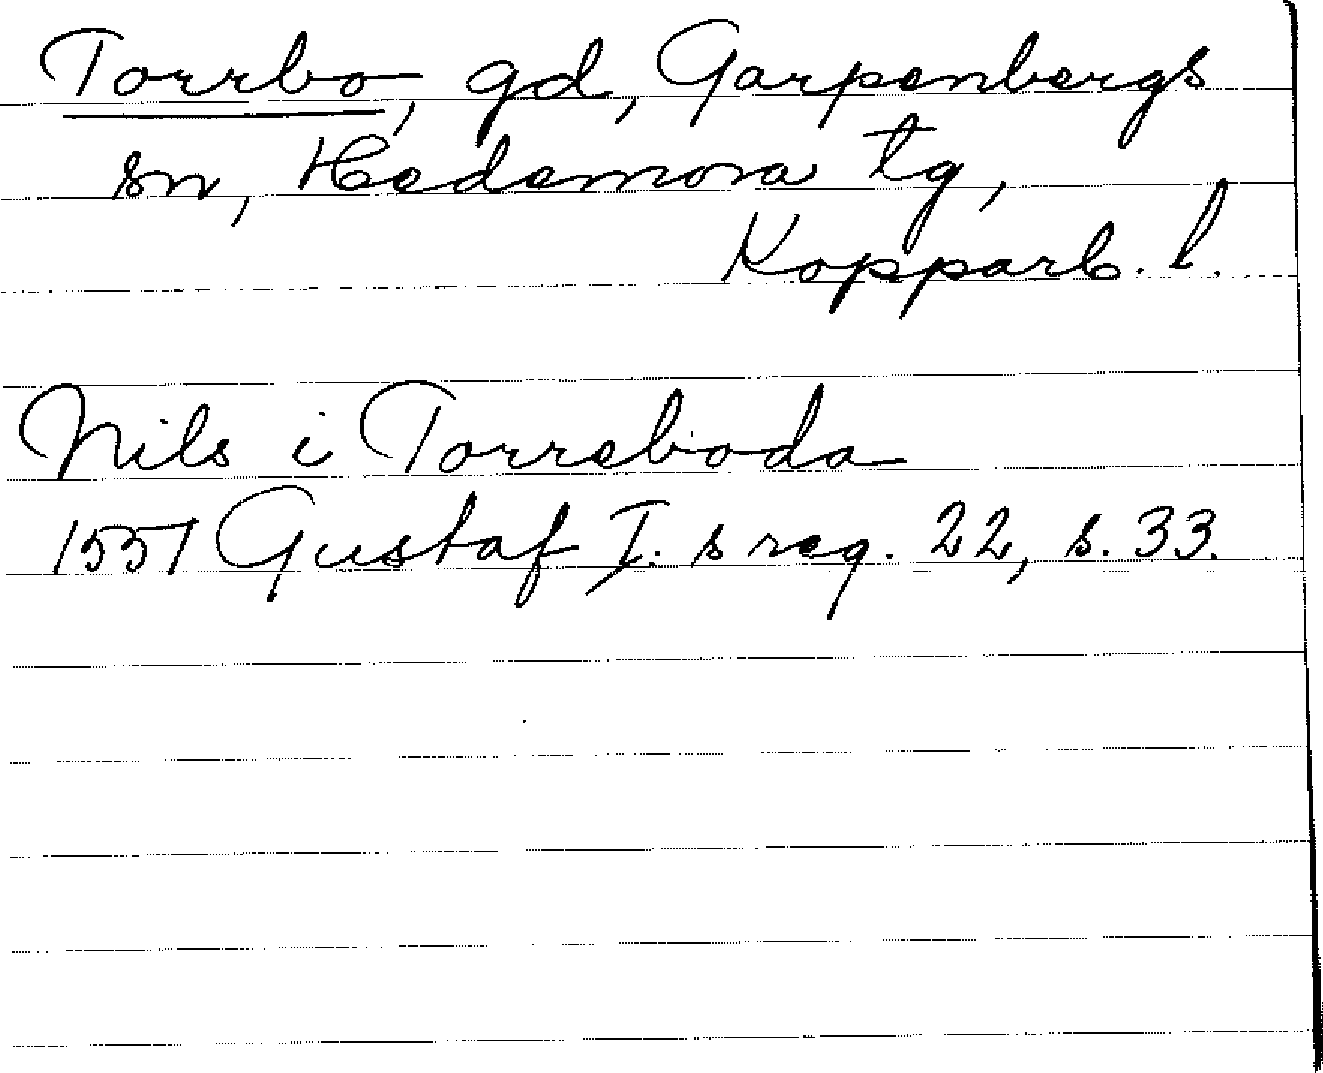 Torrbo, gd, Garpenbergs
sn, Hedemora tg,
Kopparb. l.
Nils i Torreboda
1551 Gustaf I. s reg. 22, s. 33.